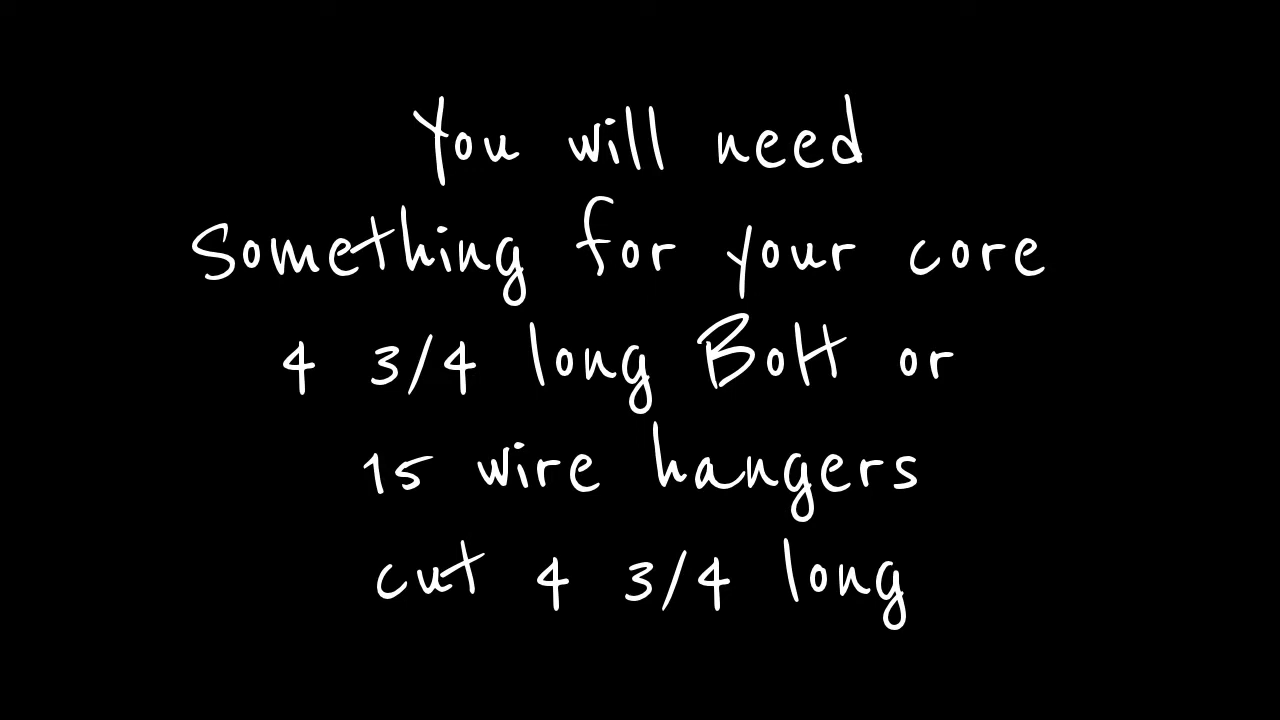 You will need
Something for your core
4 3/4 long Bolt or
15 wire hangers
cut 4 3/4 long